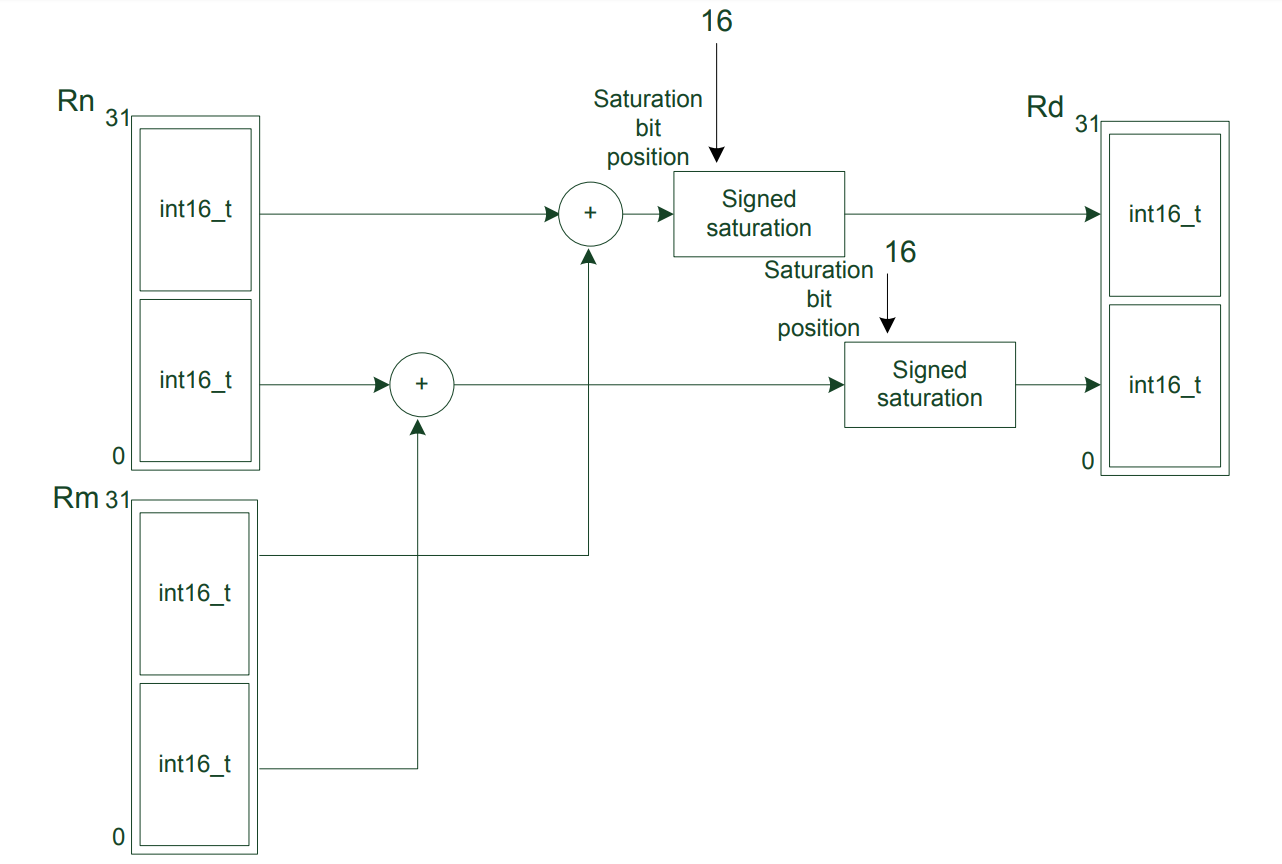 16
Rn
31
Saturation
bit
position
Rd
31
int16_t
+
Signed
saturation
int16_t
16
Saturation
bit
position
int16_t
+
Signed
saturation
int16_t
0
0
Rm
31
int16_t
int16_t
0